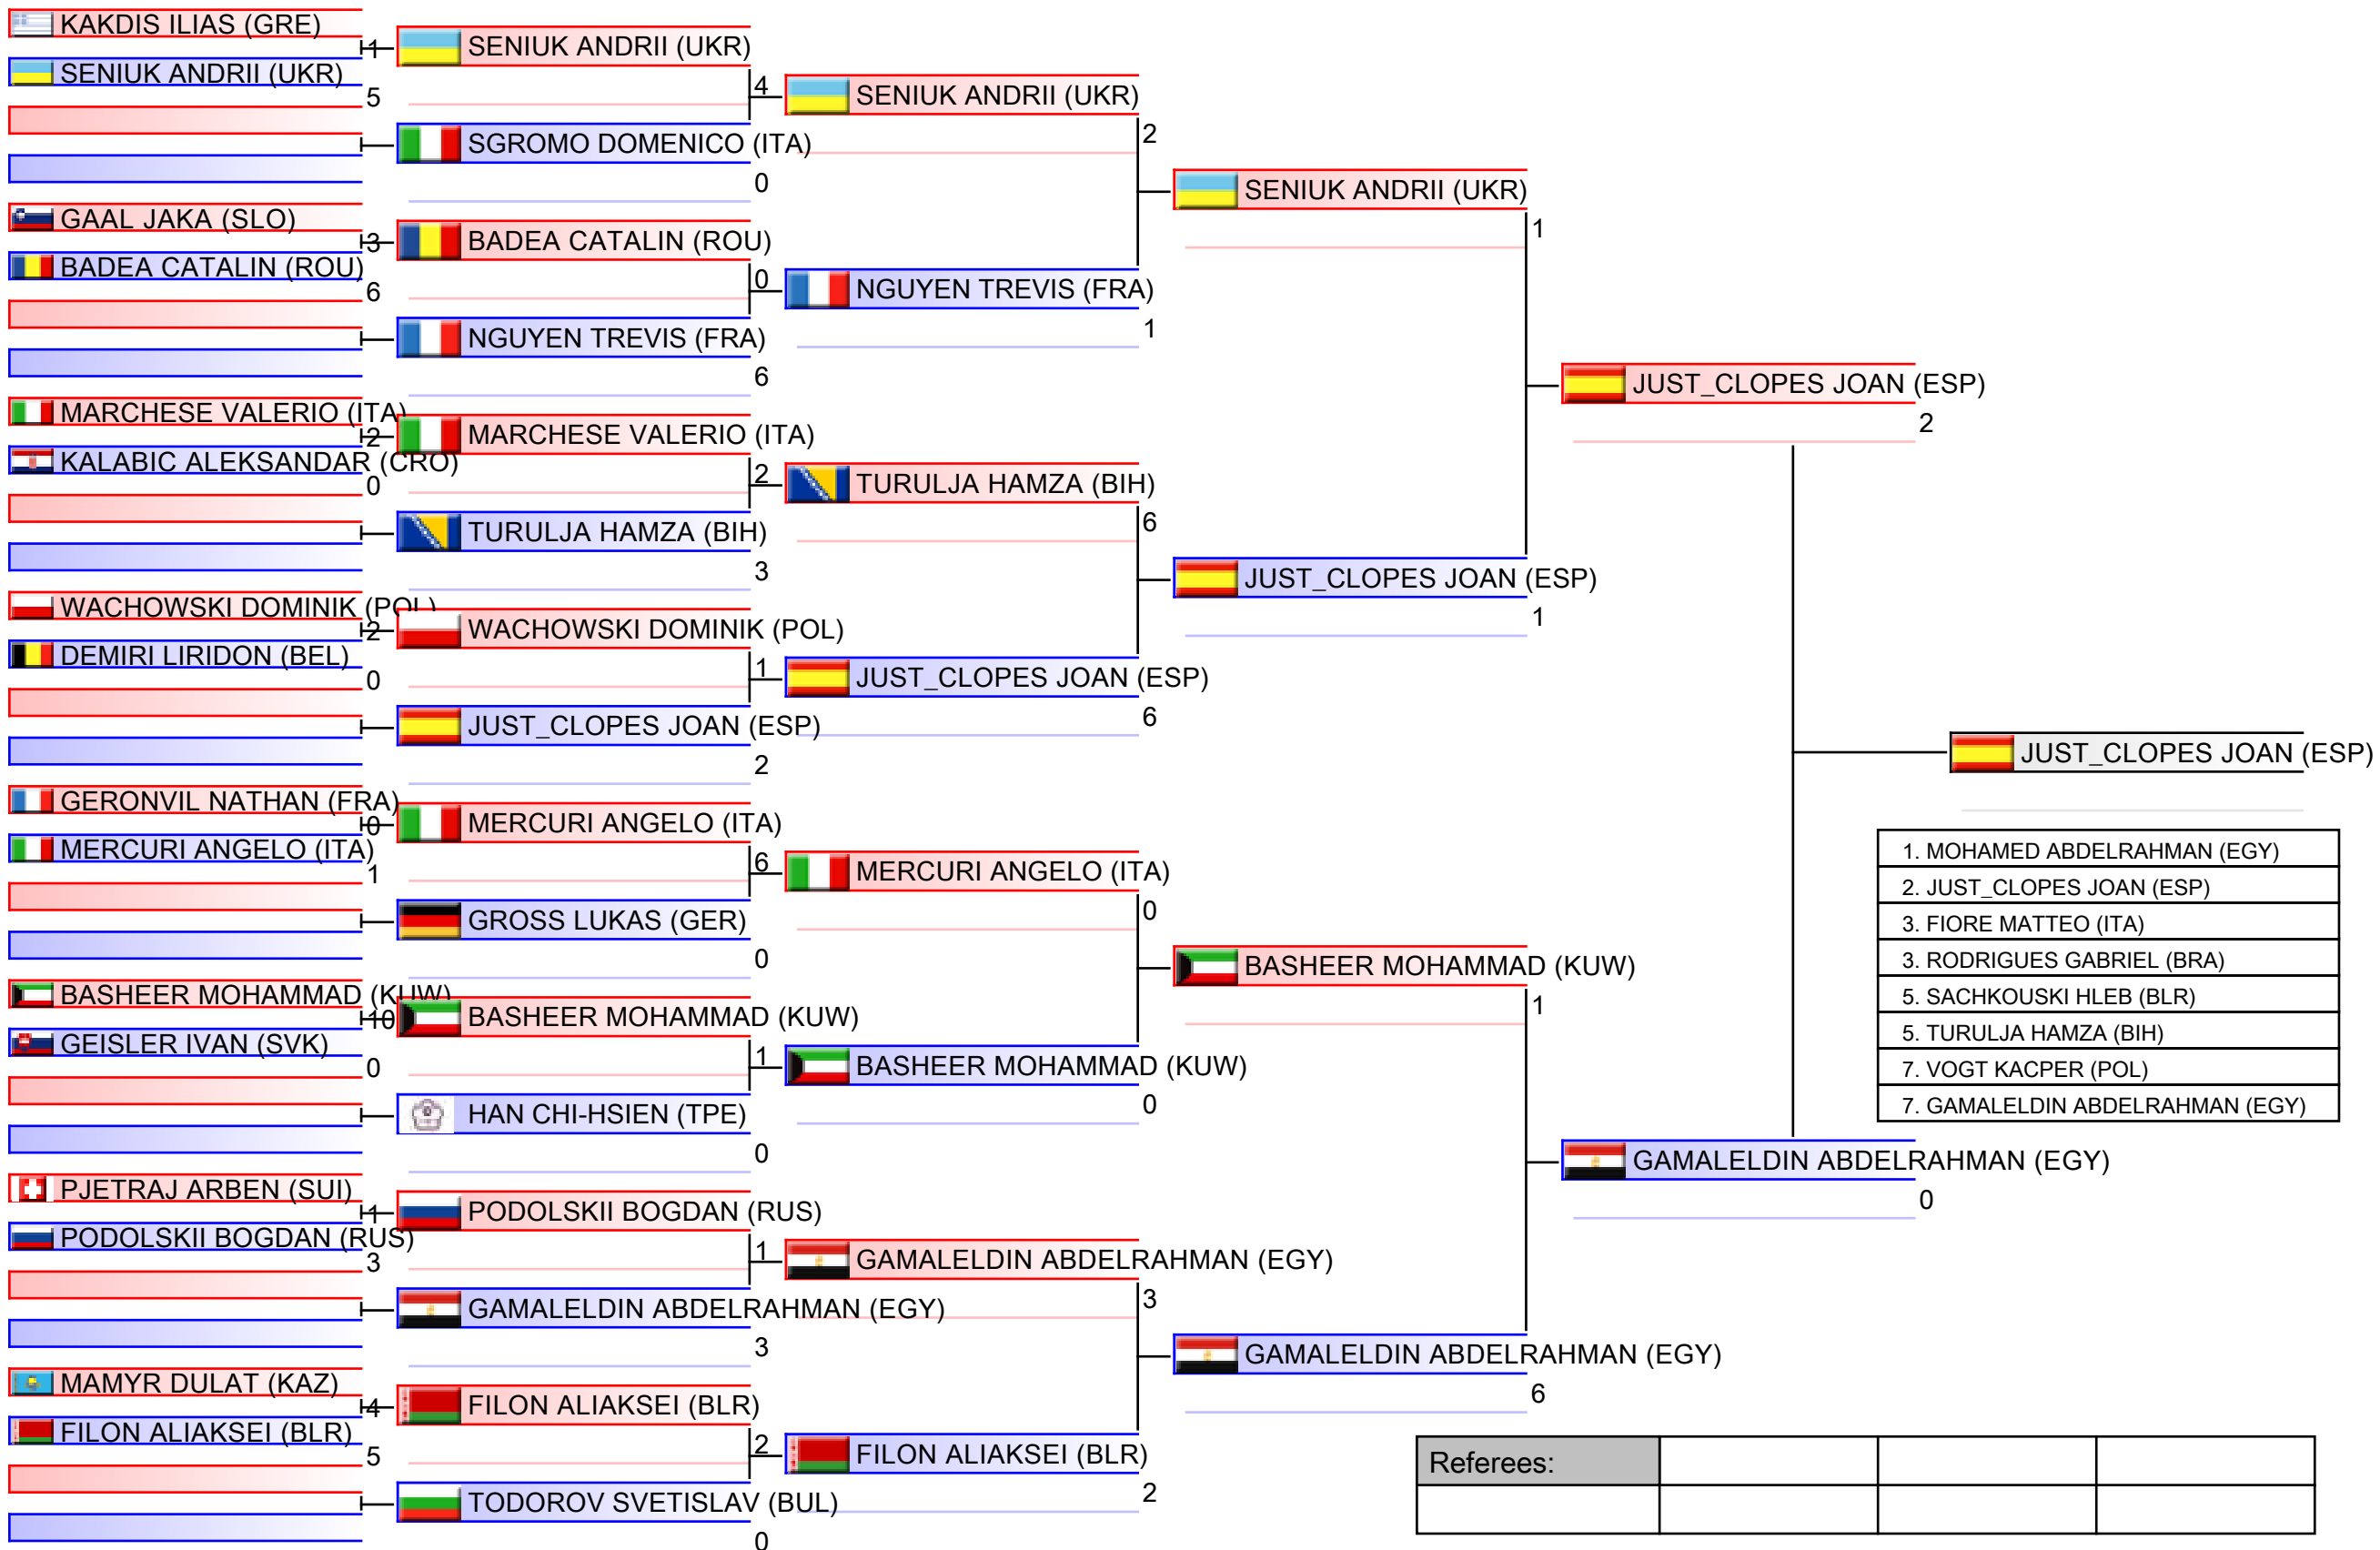 KAKDIS ILIAS (GRE)
1
SENIUK ANDRII (UKR)
5
GAAL JAKA (SLO)
3
BADEA CATALIN (ROU)
6
MARCHESE VALERIO (ITA)
2
KALABIC ALEKSANDAR (CRO)
0
WACHOWSKI DOMINIK (POL)
2
DEMIRI LIRIDON (BEL)
0
GERONVIL NATHAN (FRA)
0
MERCURI ANGELO (ITA)
1
BASHEER MOHAMMAD (KUW)
10
GEISLER IVAN (SVK)
0
PJETRAJ ARBEN (SUI)
1
PODOLSKII BOGDAN (RUS)
3
MAMYR DULAT (KAZ)
4
FILON ALIAKSEI (BLR)
5
SENIUK ANDRII (UKR)
4
SGROMO DOMENICO (ITA)
0
BADEA CATALIN (ROU)
0
NGUYEN TREVIS (FRA)
6
MARCHESE VALERIO (ITA)
2
TURULJA HAMZA (BIH)
3
WACHOWSKI DOMINIK (POL)
1
JUST_CLOPES JOAN (ESP)
2
MERCURI ANGELO (ITA)
6
GROSS LUKAS (GER)
0
BASHEER MOHAMMAD (KUW)
1
HAN CHI-HSIEN (TPE)
0
PODOLSKII BOGDAN (RUS)
1
GAMALELDIN ABDELRAHMAN (EGY)
3
FILON ALIAKSEI (BLR)
2
TODOROV SVETISLAV (BUL)
0
SENIUK ANDRII (UKR)
2
NGUYEN TREVIS (FRA)
1
TURULJA HAMZA (BIH)
6
JUST_CLOPES JOAN (ESP)
6
MERCURI ANGELO (ITA)
0
BASHEER MOHAMMAD (KUW)
0
GAMALELDIN ABDELRAHMAN (EGY)
3
FILON ALIAKSEI (BLR)
2
SENIUK ANDRII (UKR)
1
JUST_CLOPES JOAN (ESP)
1
BASHEER MOHAMMAD (KUW)
1
GAMALELDIN ABDELRAHMAN (EGY)
6
JUST_CLOPES JOAN (ESP)
2
GAMALELDIN ABDELRAHMAN (EGY)
0
JUST_CLOPES JOAN (ESP)
1. MOHAMED ABDELRAHMAN (EGY)
2. JUST_CLOPES JOAN (ESP)
3. FIORE MATTEO (ITA)
3. RODRIGUES GABRIEL (BRA)
5. SACHKOUSKI HLEB (BLR)
5. TURULJA HAMZA (BIH)
7. VOGT KACPER (POL)
7. GAMALELDIN ABDELRAHMAN (EGY)
Referees: